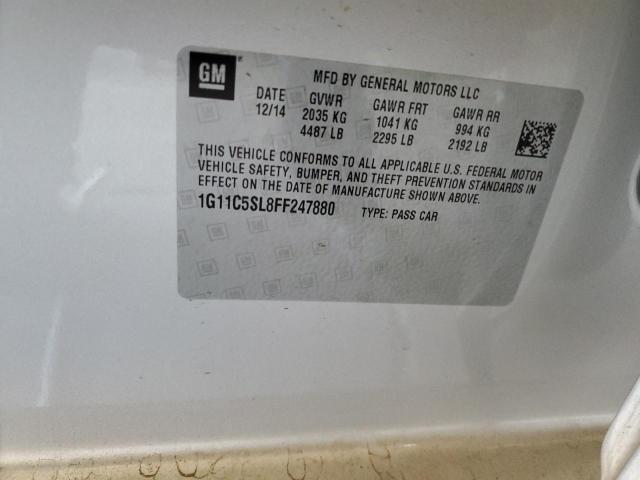 GM
MFD BY GENERAL MOTORS LLC
DATE GVWR GAWR FRT GAWR RR
12/14 2035 KG 1041 KG 994 KG
4487 LB 2295 LB 2192 LB
THIS VEHICLE CONFORMS TO ALL APPLICABLE U.S. FEDERAL MOTOR
VEHICLE SAFETY, BUMPER, AND THEFT PREVENTION STANDARDS IN
EFFECT ON THE DATE OF MANUFACTURE SHOWN ABOVE.
1G11C5SL8FF247880 TYPE: PASS CAR